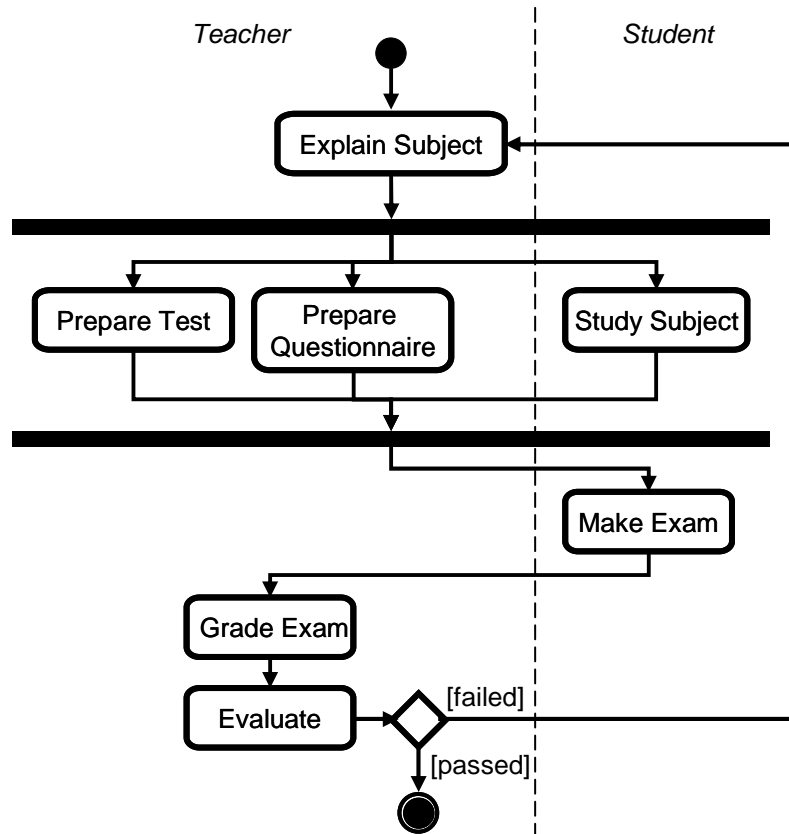 Teacher
Student
Explain Subject
Prepare Test
Prepare
Questionnaire
Study Subject
Make Exam
Grade Exam
Evaluate
[failed]
[passed]